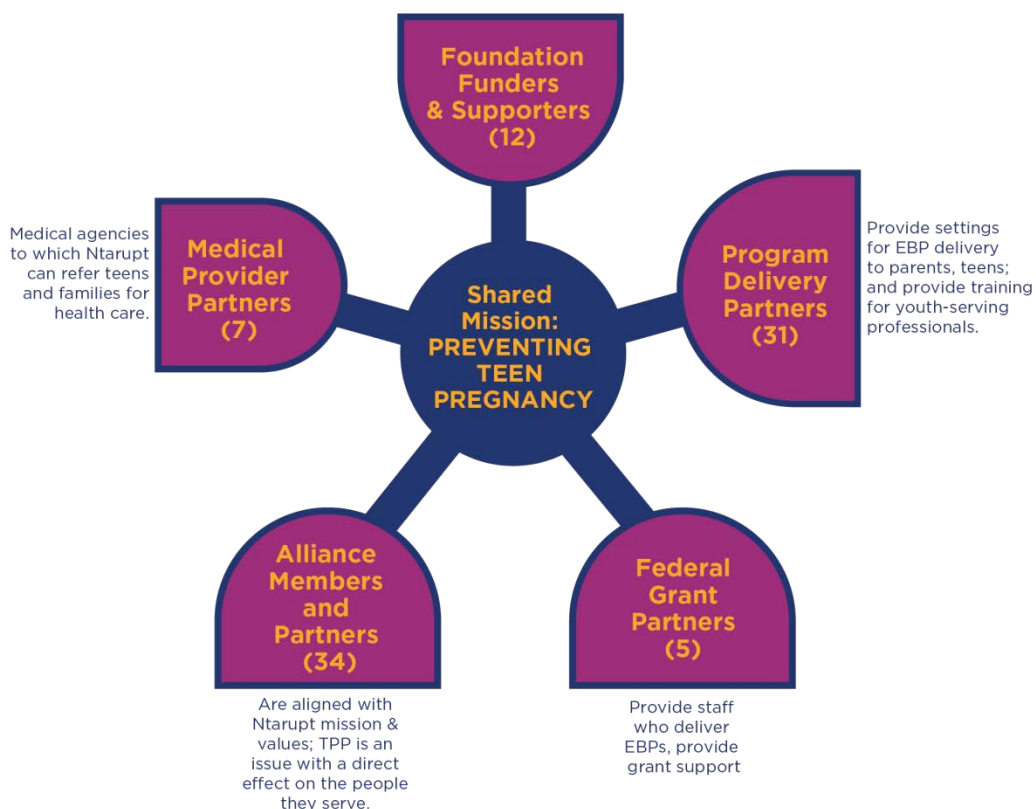 Foundation
Funders
& Supporters
(12)
Medical agencies
to which Ntarupt
can refer teens
and families for
health care.
Medical
Provider
Partners
(7)
Shared
Mission:
PREVENTING
TEEN
PREGNANCY
Program
Delivery
Partners
(31)
Provide settings
for EBP delivery
to parents, teens;
and provide training
for youth-serving
professionals.
Alliance
Members
and
Partners
(34)
Are aligned with
Ntarupt mission &
values; TPP is an
issue with a direct
effect on the people
they serve.
Federal
Grant
Partners
(5)
Provide staff
who deliver
EBPs, provide
grant support